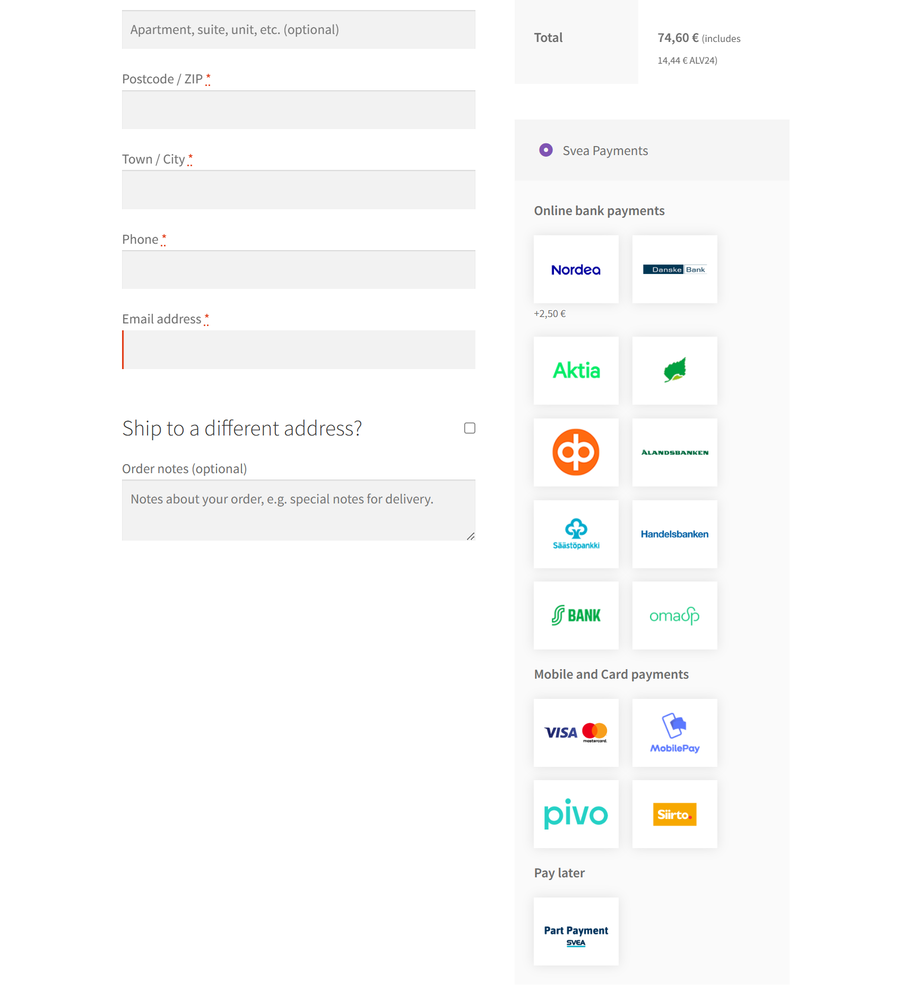 Apartment, suite, unit, etc. (optional)
Postcode / ZIP *
Town / City *
Phone *
Email address *
Ship to a different address?
Order notes (optional)
Notes about your order, e.g. special notes for delivery.
Total
74,60 € (includes
14,44 € ALV24)
Svea Payments
Online bank payments
Nordea
Danske Bank
+2,50 €
Aktia
op
ÅLANDSBANKEN
Säästöpankki
Handelsbanken
S BANK
omasp
Mobile and Card payments
VISA mastercard.
MobilePay
pivo
Siirto.
Pay later
Part Payment
SVEA